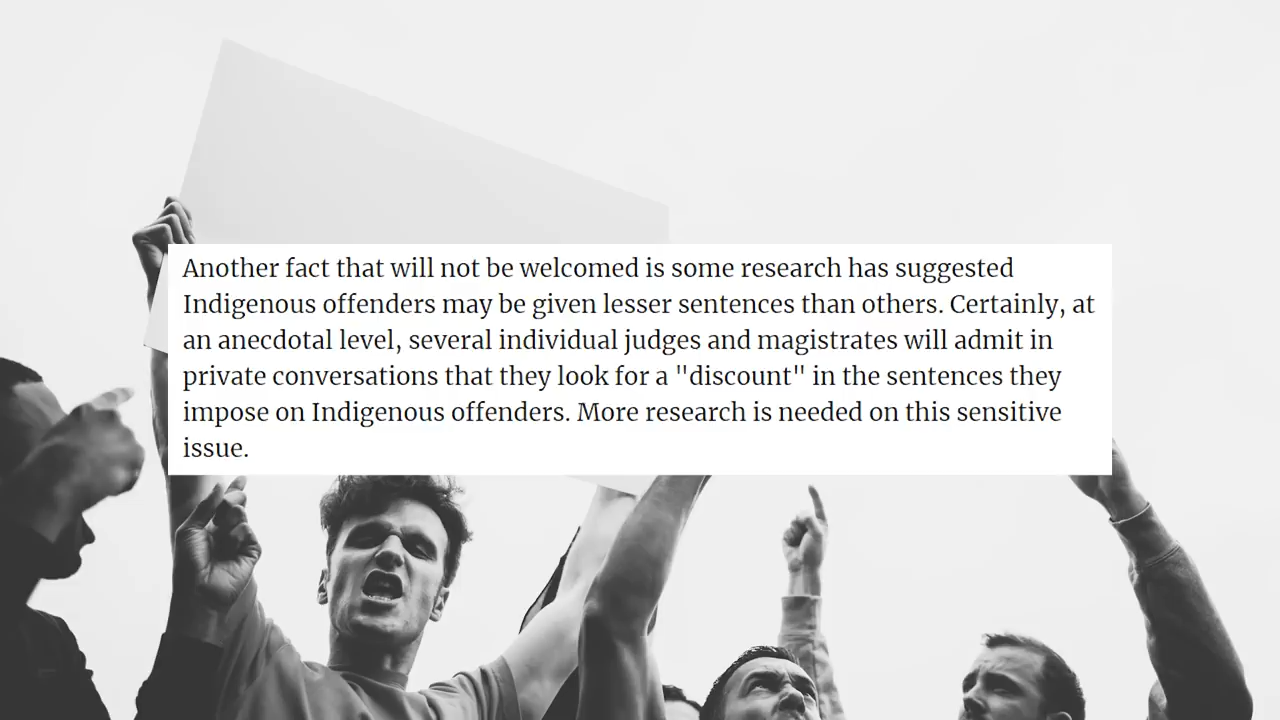 Another fact that will not be welcomed is some research has suggested
Indigenous offenders may be given lesser sentences than others. Certainly, at
an anecdotal level, several individual judges and magistrates will admit in
private conversations that they look for a "discount" in the sentences they
impose on Indigenous offenders. More research is needed on this sensitive
issue.